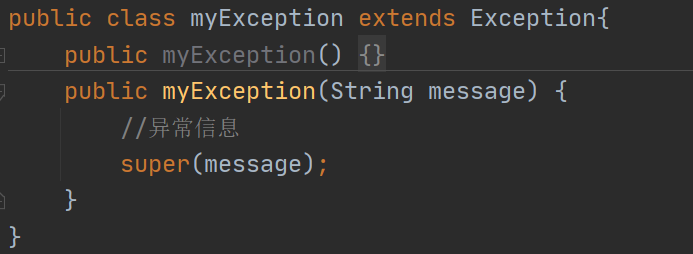 public class myException extends Exception{
public myException() {}
public myException(String message) {
//异常信息
super(message);
}
}